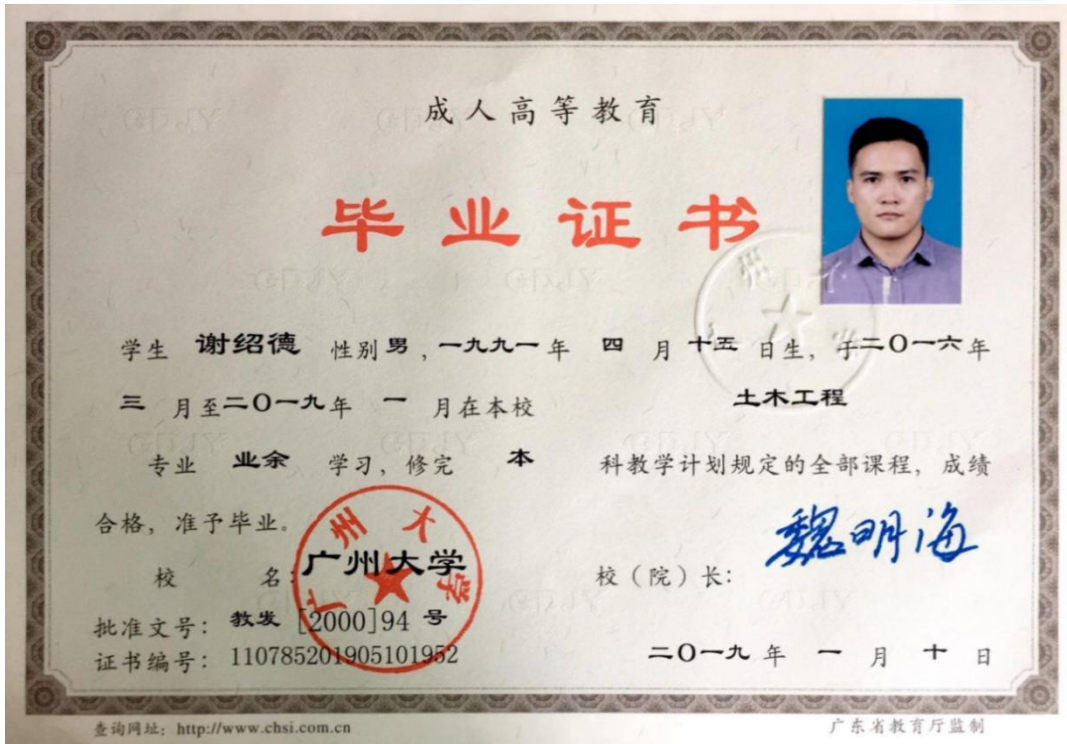 成人高等教育
毕业证书
学生 谢绍德 性别 男，一九九一年 四 月 十五 日生，于二〇一六年
三 月至二〇一九年 一 月在本校 土木工程
专业 业余 学习，修完 本 科教学计划规定的全部课程，成绩
合格，准予毕业。
校 名：广州大学
校（院）长：魏明海
批准文号：教发 [2000]94 号
证书编号：110785201905101952
二〇一九 年 一 月 十 日
广州大学
查询网址：http://www.chsi.com.cn
广东省教育厅监制